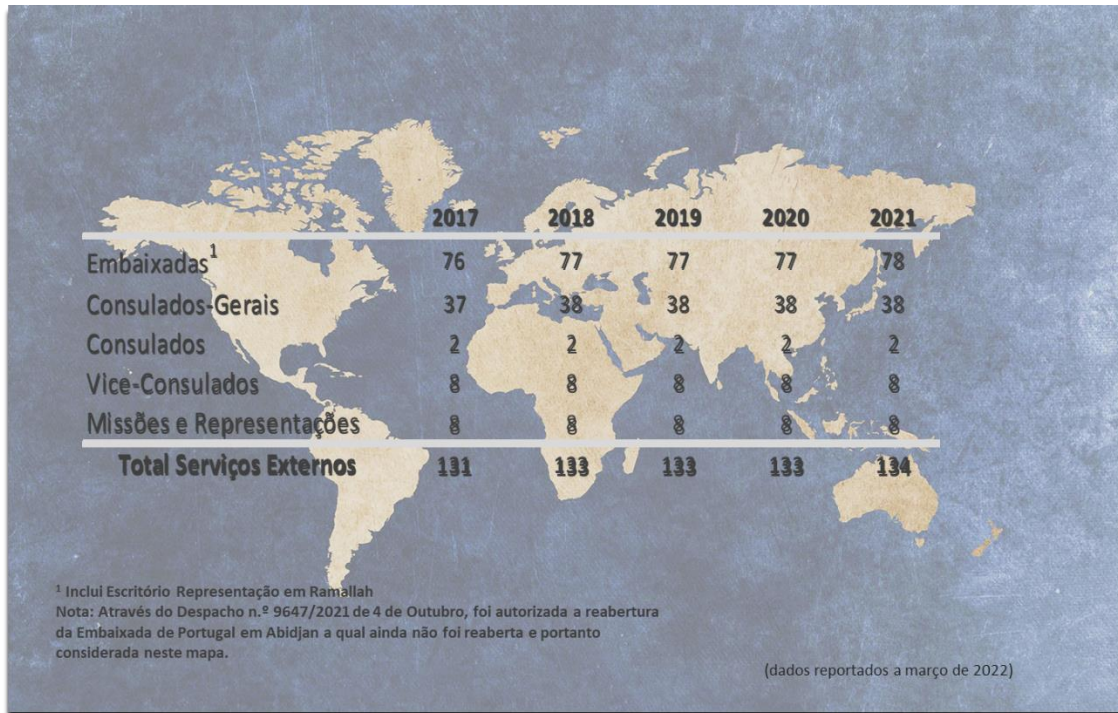 2017 2018 2019 2020 2021
Embaixadas¹ 76 77 77 77 78
Consulados-Gerais 37 38 38 38 38
Consulados 2 2 2 2 2
Vice-Consulados 8 8 8 8 8
Missões e Representações 8 8 8 8 8
Total Serviços Externos 131 133 133 133 134
¹ Inclui Escritório Representação em Ramallah
Nota: Através do Despacho n.º 9647/2021 de 4 de Outubro, foi autorizada a reabertura
da Embaixada de Portugal em Abidjan a qual ainda não foi reaberta e portanto
considerada neste mapa.
(dados reportados a março de 2022)